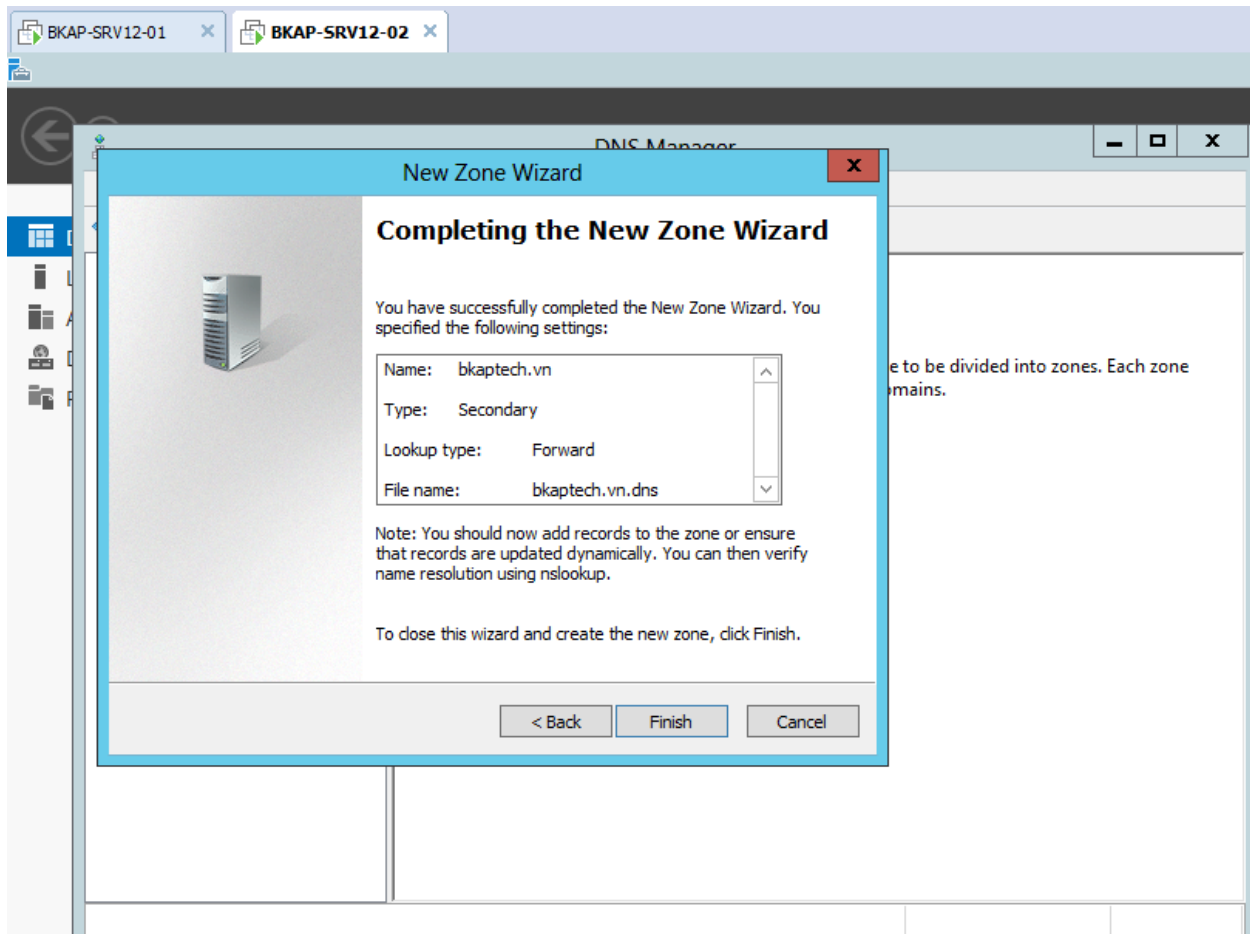 BKAP-SRV12-01
BKAP-SRV12-02
DNS Manager
New Zone Wizard
Completing the New Zone Wizard
You have successfully completed the New Zone Wizard. You
specified the following settings:
Name: bkaptech.vn
Type: Secondary
Lookup type: Forward
File name: bkaptech.vn.dns
Note: You should now add records to the zone or ensure
that records are updated dynamically. You can then verify
name resolution using nslookup.
To close this wizard and create the new zone, click Finish.
< Back
Finish
Cancel
to be divided into zones. Each zone